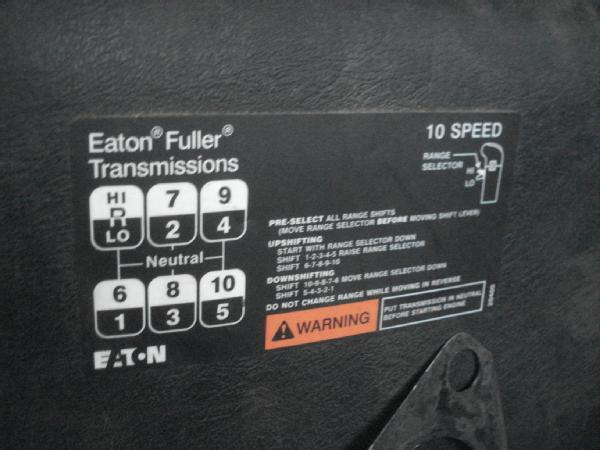 Eaton® Fuller®
Transmissions
10 SPEED
RANGE
SELECTOR
HI
LO
HI 7 9
R
LO 2 4
Neutral
6 8 10
1 3 5
PRE-SELECT ALL RANGE SHIFTS
(MOVE RANGE SELECTOR BEFORE MOVING SHIFT LEVER)
UPSHIFTING
START WITH RANGE SELECTOR DOWN
SHIFT 1-2-3-4-5 RAISE RANGE SELECTOR
SHIFT 6-7-8-9-10
DOWNSHIFTING
SHIFT 10-9-8-7-6 MOVE RANGE SELECTOR DOWN
SHIFT 5-4-3-2-1
DO NOT CHANGE RANGE WHILE MOVING IN REVERSE
WARNING
PUT TRANSMISSION IN NEUTRAL
BEFORE STARTING ENGINE
EATON